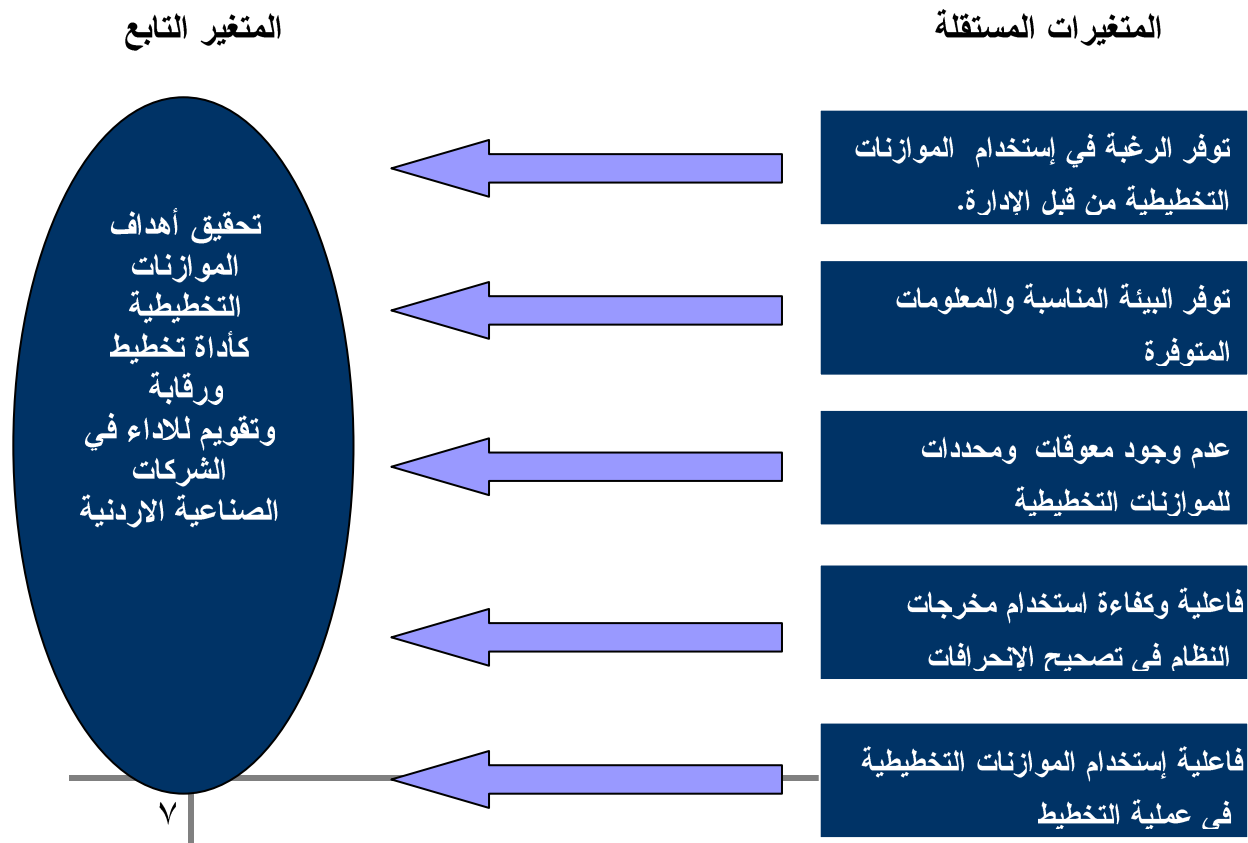 المتغيرات المستقلة
المتغير التابع
توفر الرغبة في إستخدام الموازنات
التخطيطية من قبل الإدارة.
توفر البيئة المناسبة والمعلومات
المتوفرة
عدم وجود معوقات ومحددات
للموازنات التخطيطية
فاعلية وكفاءة استخدام مخرجات
النظام في تصحيح الإنحرافات
فاعلية إستخدام الموازنات التخطيطية
في عملية التخطيط
تحقيق أهداف
الموازنات
التخطيطية
كأداة تخطيط
ورقابة
وتقويم للاداء في
الشركات
الصناعية الاردنية
٧